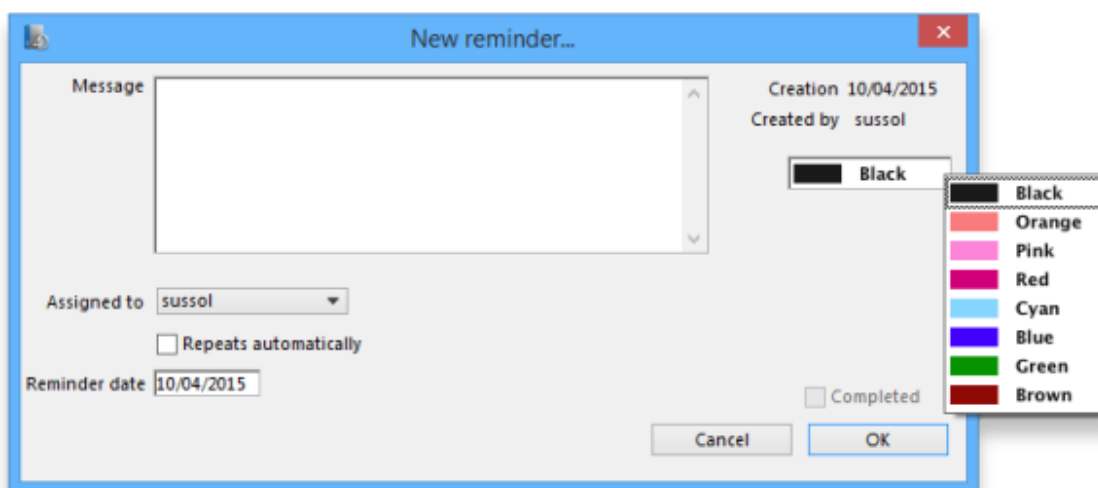 New reminder...
Message
Creation 10/04/2015
Created by sussol
Black
Black
Orange
Pink
Red
Cyan
Blue
Green
Brown
Assigned to sussol
Repeats automatically
Reminder date 10/04/2015
Completed
Cancel OK